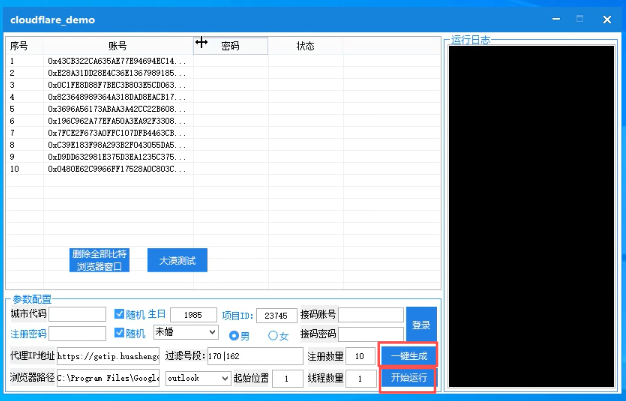 cloudflare_demo
序号 账号 密码 状态
1 0x43CB322CA635AE77E94694EC14...
2 0xE28A31DD28E4C36E1367989185...
3 0x0C1FE8D88F7BEC3B803E5CD063...
4 0x823648989364A318DAD8EACB17...
5 0x3696A56173ABAA3A42CC22B608...
6 0x196C962A77EFA50A3EA92F3308...
7 0x7FCE2F673A0FFC107DFB4463CB...
8 0xC39E183F98A293B2F043055DA5...
9 0xD9DD632981E375D3EA1235C375...
10 0x0480E62C9966FF17528A0C803C...
删除全部比特
浏览器窗口
大漠测试
运行日志
参数配置
城市代码 随机 生日 1985 项目ID: 23745 接码账号
注册密码 随机 未婚 男 女 接码密码
登录
代理IP地址 https://getip.huashengd 过滤号段: 170|162 注册数量 10 一键生成
浏览器路径 C:\Program Files\Google outlook 起始位置 1 线程数量 1 开始运行